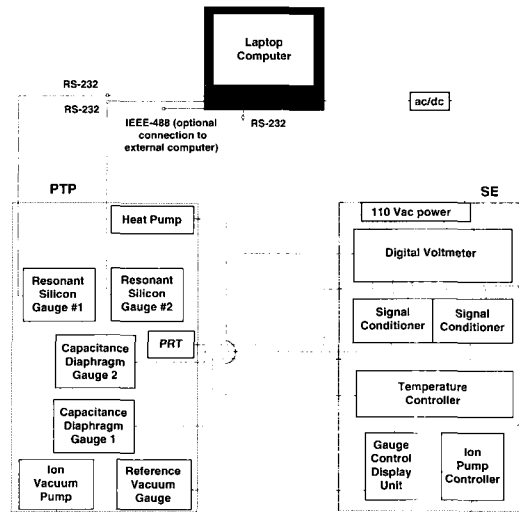 Laptop
Computer
RS-232
RS-232
IEEE-488 (optional
connection to
external computer)
RS-232
ac/dc
PTP
SE
Heat Pump
110 Vac power
Digital Voltmeter
Resonant
Silicon
Gauge #1
Resonant
Silicon
Gauge #2
Signal
Conditioner
Signal
Conditioner
PRT
Capacitance
Diaphragm
Gauge 2
Temperature
Controller
Capacitance
Diaphragm
Gauge 1
Gauge
Control
Display
Unit
Ion
Pump
Controller
Ion
Vacuum
Pump
Reference
Vacuum
Gauge